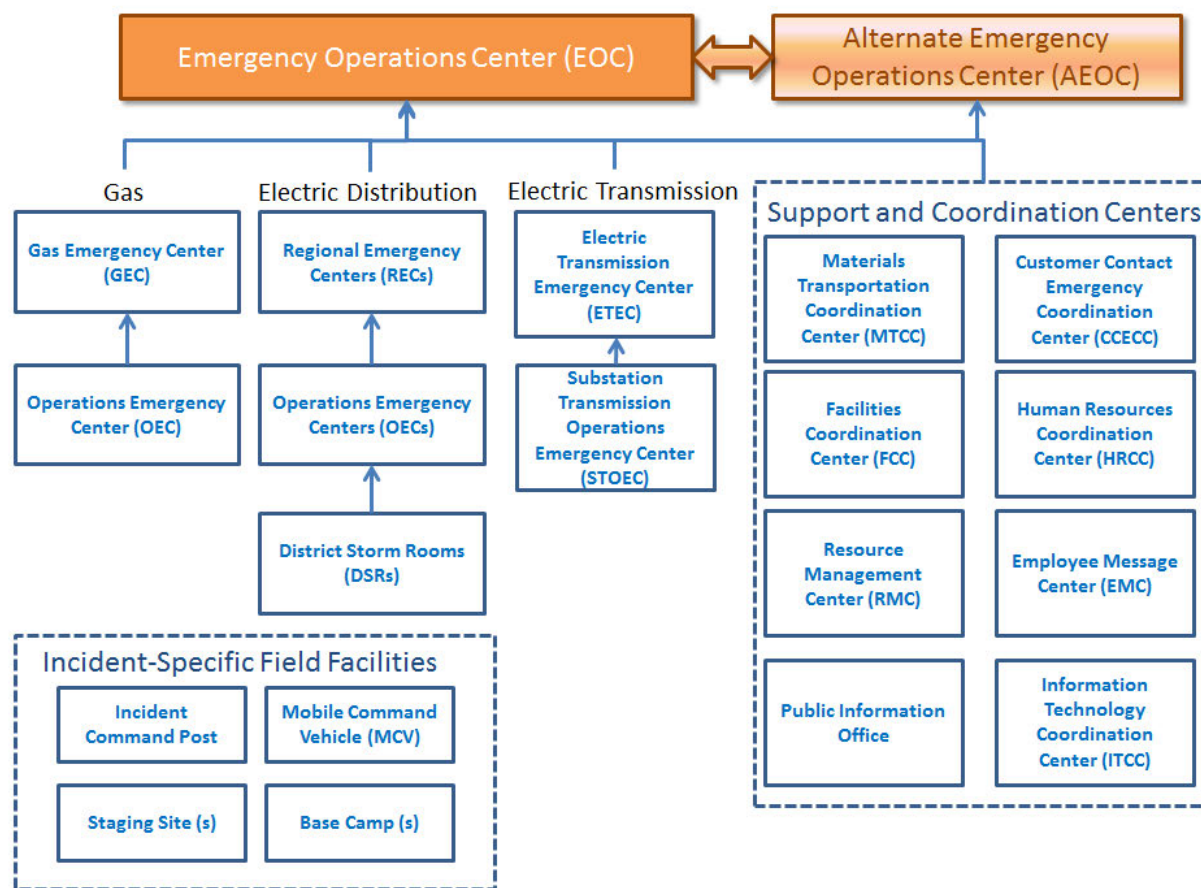 Emergency Operations Center (EOC)
Alternate Emergency
Operations Center (AEOC)
Gas
Gas Emergency Center
(GEC)
Operations Emergency
Center (OEC)
Electric Distribution
Regional Emergency
Centers (RECs)
Operations Emergency
Centers (OECs)
District Storm Rooms
(DSRs)
Electric Transmission
Electric
Transmission
Emergency Center
(ETEC)
Substation
Transmission
Operations
Emergency Center
(STOEC)
Support and Coordination Centers
Materials
Transportation
Coordination
Center (MTCC)
Customer Contact
Emergency
Coordination
Center (CCECC)
Facilities
Coordination
Center (FCC)
Human Resources
Coordination
Center (HRCC)
Resource
Management
Center (RMC)
Employee Message
Center (EMC)
Public Information
Office
Information
Technology
Coordination
Center (ITCC)
Incident-Specific Field Facilities
Incident
Command Post
Mobile Command
Vehicle (MCV)
Staging Site (s)
Base Camp (s)